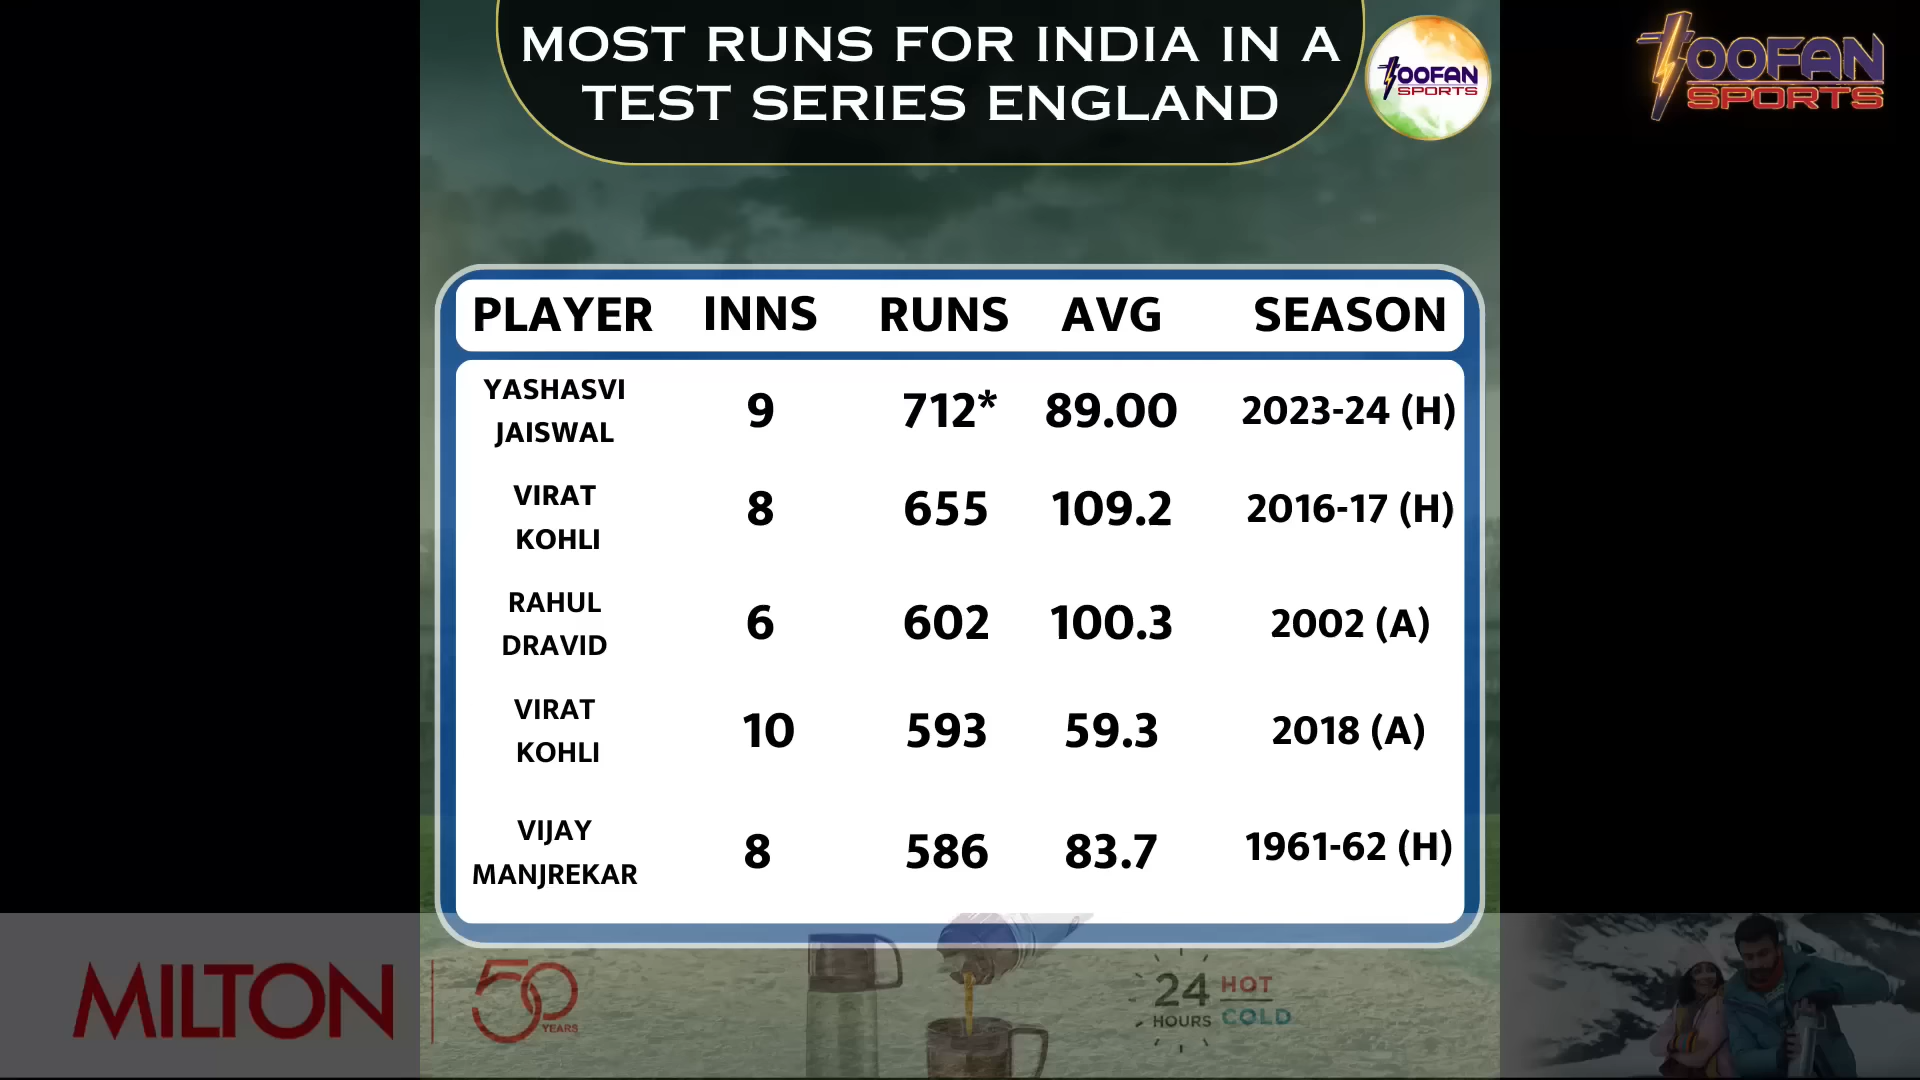 MOST RUNS FOR INDIA IN A
TEST SERIES ENGLAND
TOOFAN
SPORTS
TOOFAN
SPORTS
PLAYER INNS RUNS AVG SEASON
YASHASVI
JAISWAL
9 712* 89.00 2023-24 (H)
VIRAT
KOHLI
8 655 109.2 2016-17 (H)
RAHUL
DRAVID
6 602 100.3 2002 (A)
VIRAT
KOHLI
10 593 59.3 2018 (A)
VIJAY
MANJREKAR
8 586 83.7 1961-62 (H)
MILTON
50
YEARS
24
HOURS
HOT
COLD